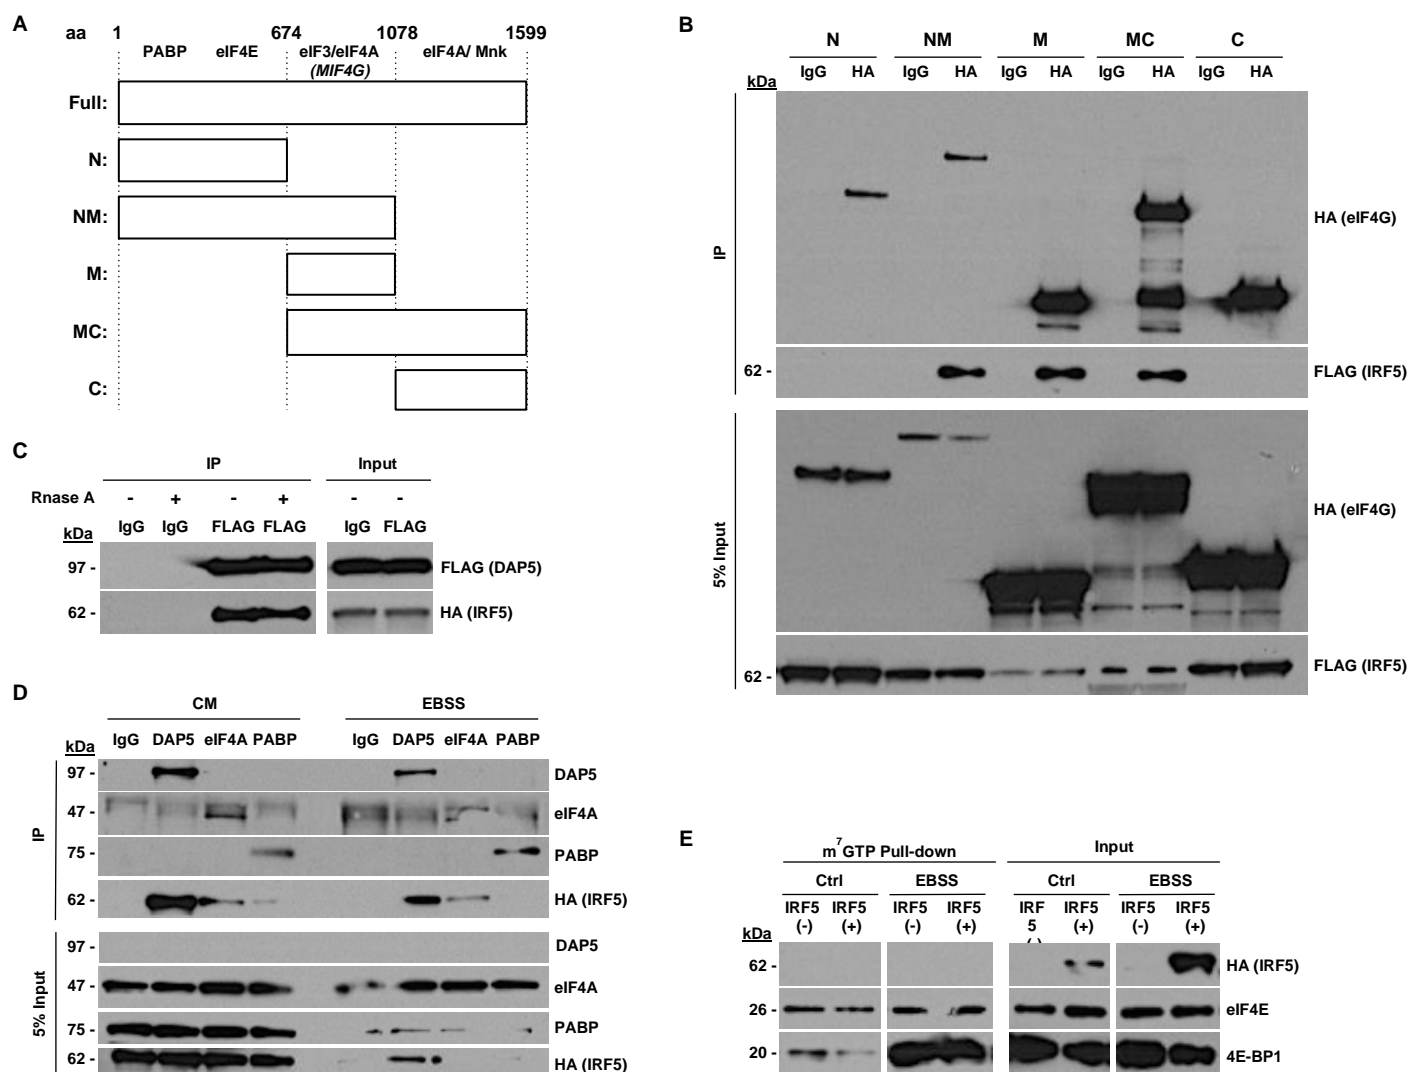 A
aa 1 674 1078 1599
PABP eIF4E eIF3/eIF4A eIF4A/ Mnk
(MIF4G)
Full:
N:
NM:
M:
MC:
C:
B
N NM M MC C
kDa IgG HA IgG HA IgG HA IgG HA IgG HA
IP
HA (eIF4G)
62 - FLAG (IRF5)
5% Input
HA (eIF4G)
62 - FLAG (IRF5)
C
IP Input
Rnase A - + - + - -
kDa IgG IgG FLAG FLAG IgG FLAG
97 - FLAG (DAP5)
62 - HA (IRF5)
D
CM EBSS
kDa IgG DAP5 eIF4A PABP IgG DAP5 eIF4A PABP
IP
97 - DAP5
47 - eIF4A
75 - PABP
62 - HA (IRF5)
5% Input
97 - DAP5
47 - eIF4A
75 - PABP
62 - HA (IRF5)
E
m7GTP Pull-down Input
Ctrl EBSS Ctrl EBSS
IRF5 IRF5 IRF5 IRF5 IRF IRF5 IRF5 IRF5
(-) (+) (-) (+) 5 (+) (-) (+)
kDa
62 - HA (IRF5)
26 - eIF4E
20 - 4E-BP1